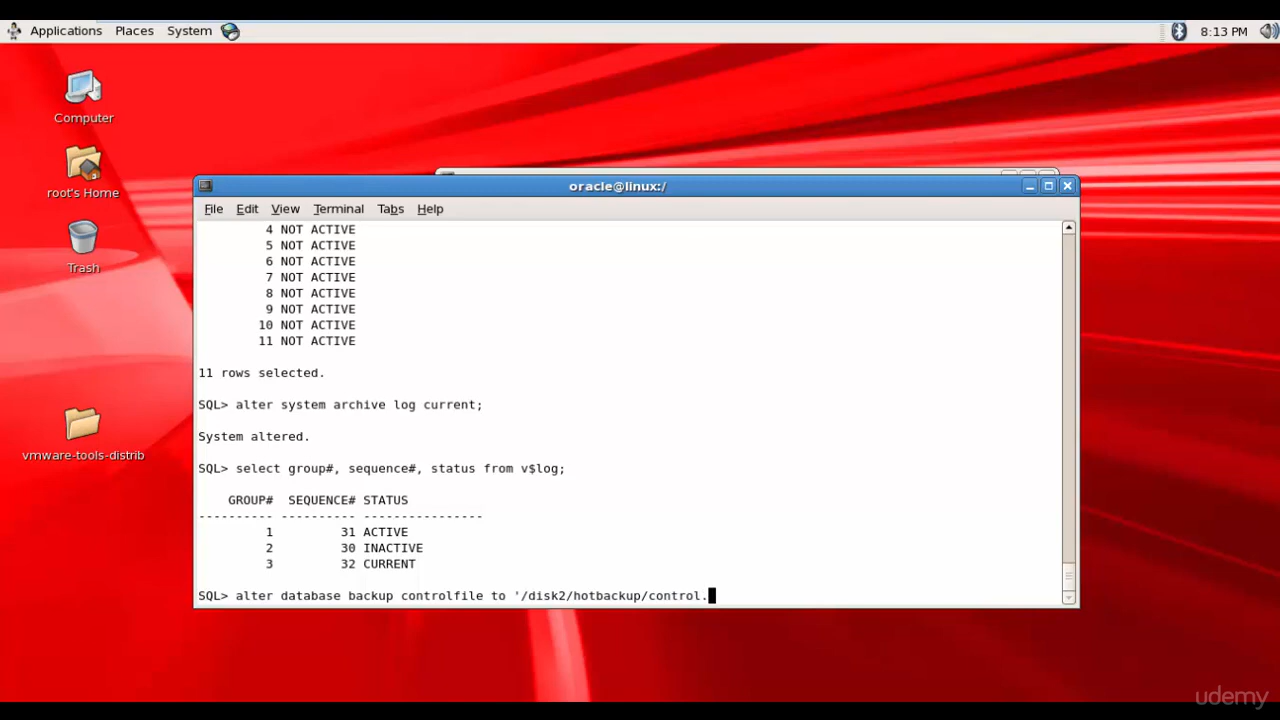 Applications Places System
8:13 PM
Computer
root's Home
Trash
vmware-tools-distrib
oracle@linux:/
File Edit View Terminal Tabs Help
4 NOT ACTIVE
5 NOT ACTIVE
6 NOT ACTIVE
7 NOT ACTIVE
8 NOT ACTIVE
9 NOT ACTIVE
10 NOT ACTIVE
11 NOT ACTIVE
11 rows selected.
SQL> alter system archive log current;
System altered.
SQL> select group#, sequence#, status from v$log;
GROUP# SEQUENCE# STATUS
---------- ---------- ----------------
1 31 ACTIVE
2 30 INACTIVE
3 32 CURRENT
SQL> alter database backup controlfile to '/disk2/hotbackup/control.
udemy